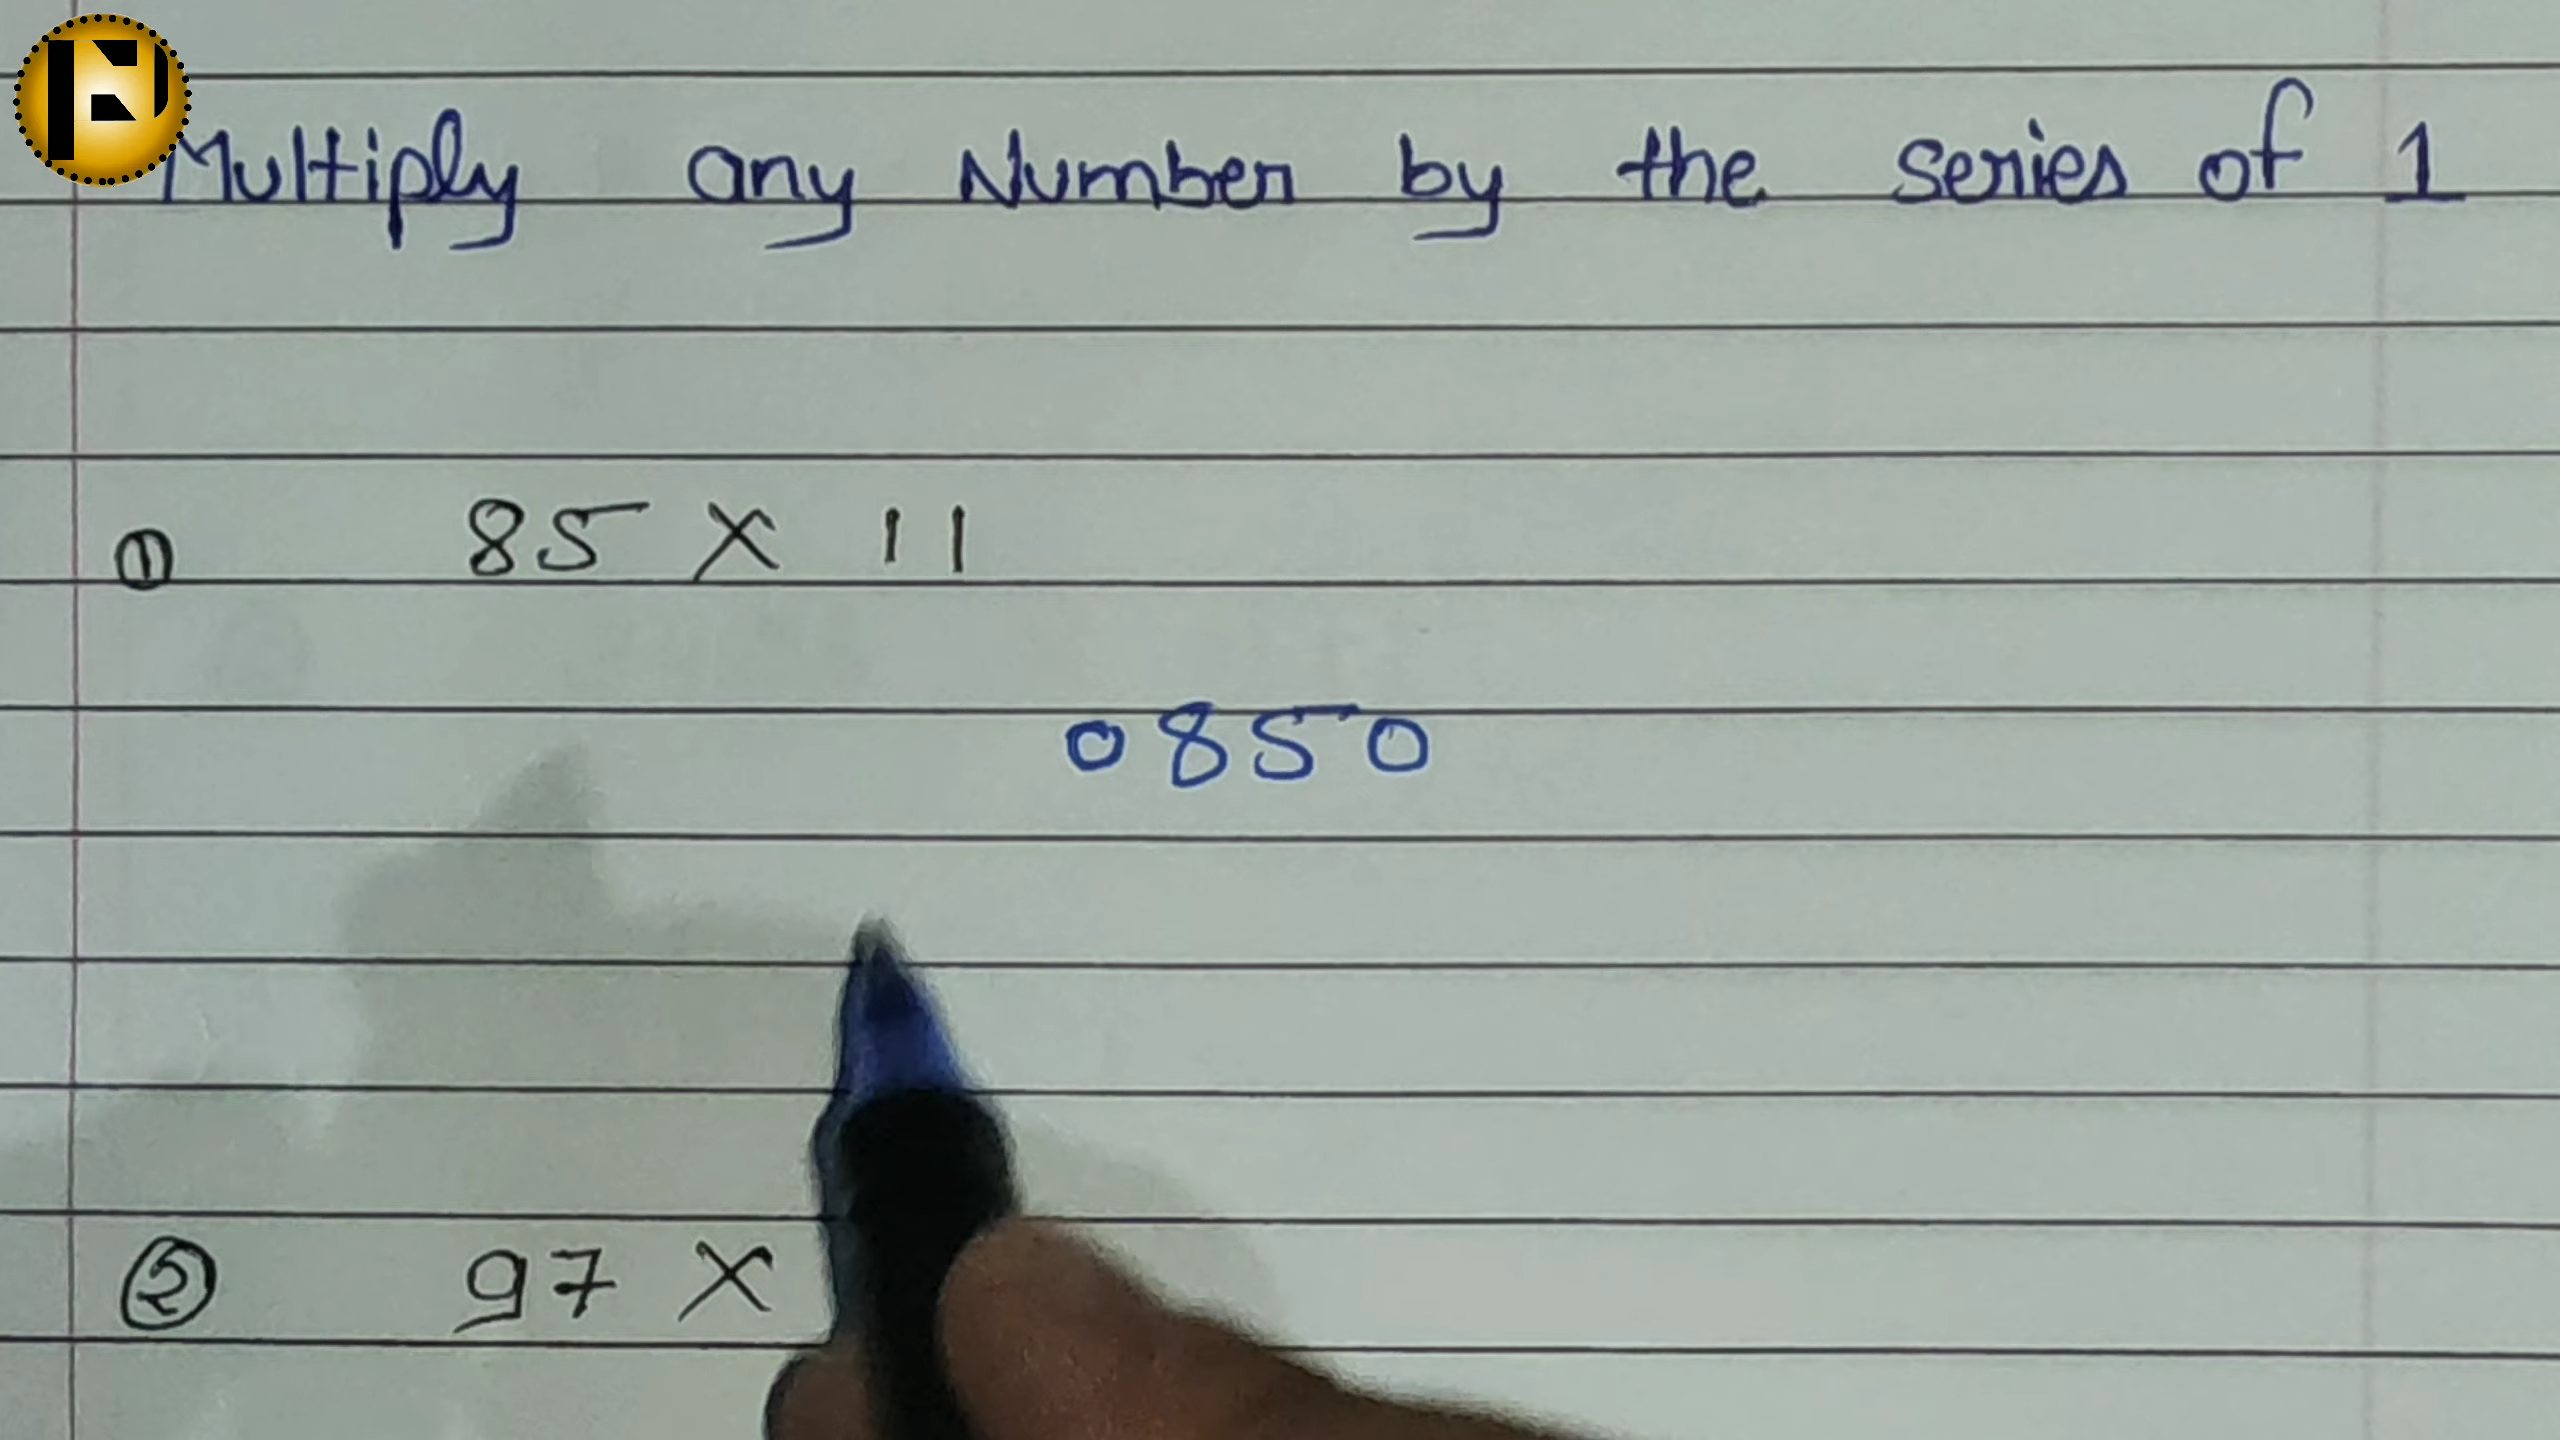 Multiply any Number by the series of 1
① 85 × 11
0850
② 97 ×